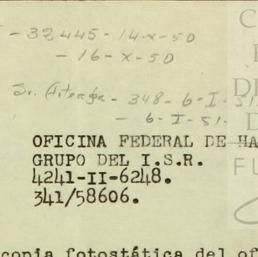 - 32445-14-X-50
- 16-X-50
Sr. Arteaga - 348-6-I-51
- 6-I-51.
OFICINA FEDERAL DE HA
GRUPO DEL I.S.R.
4241-II-6248.
341/58606.
copia fotostática del of